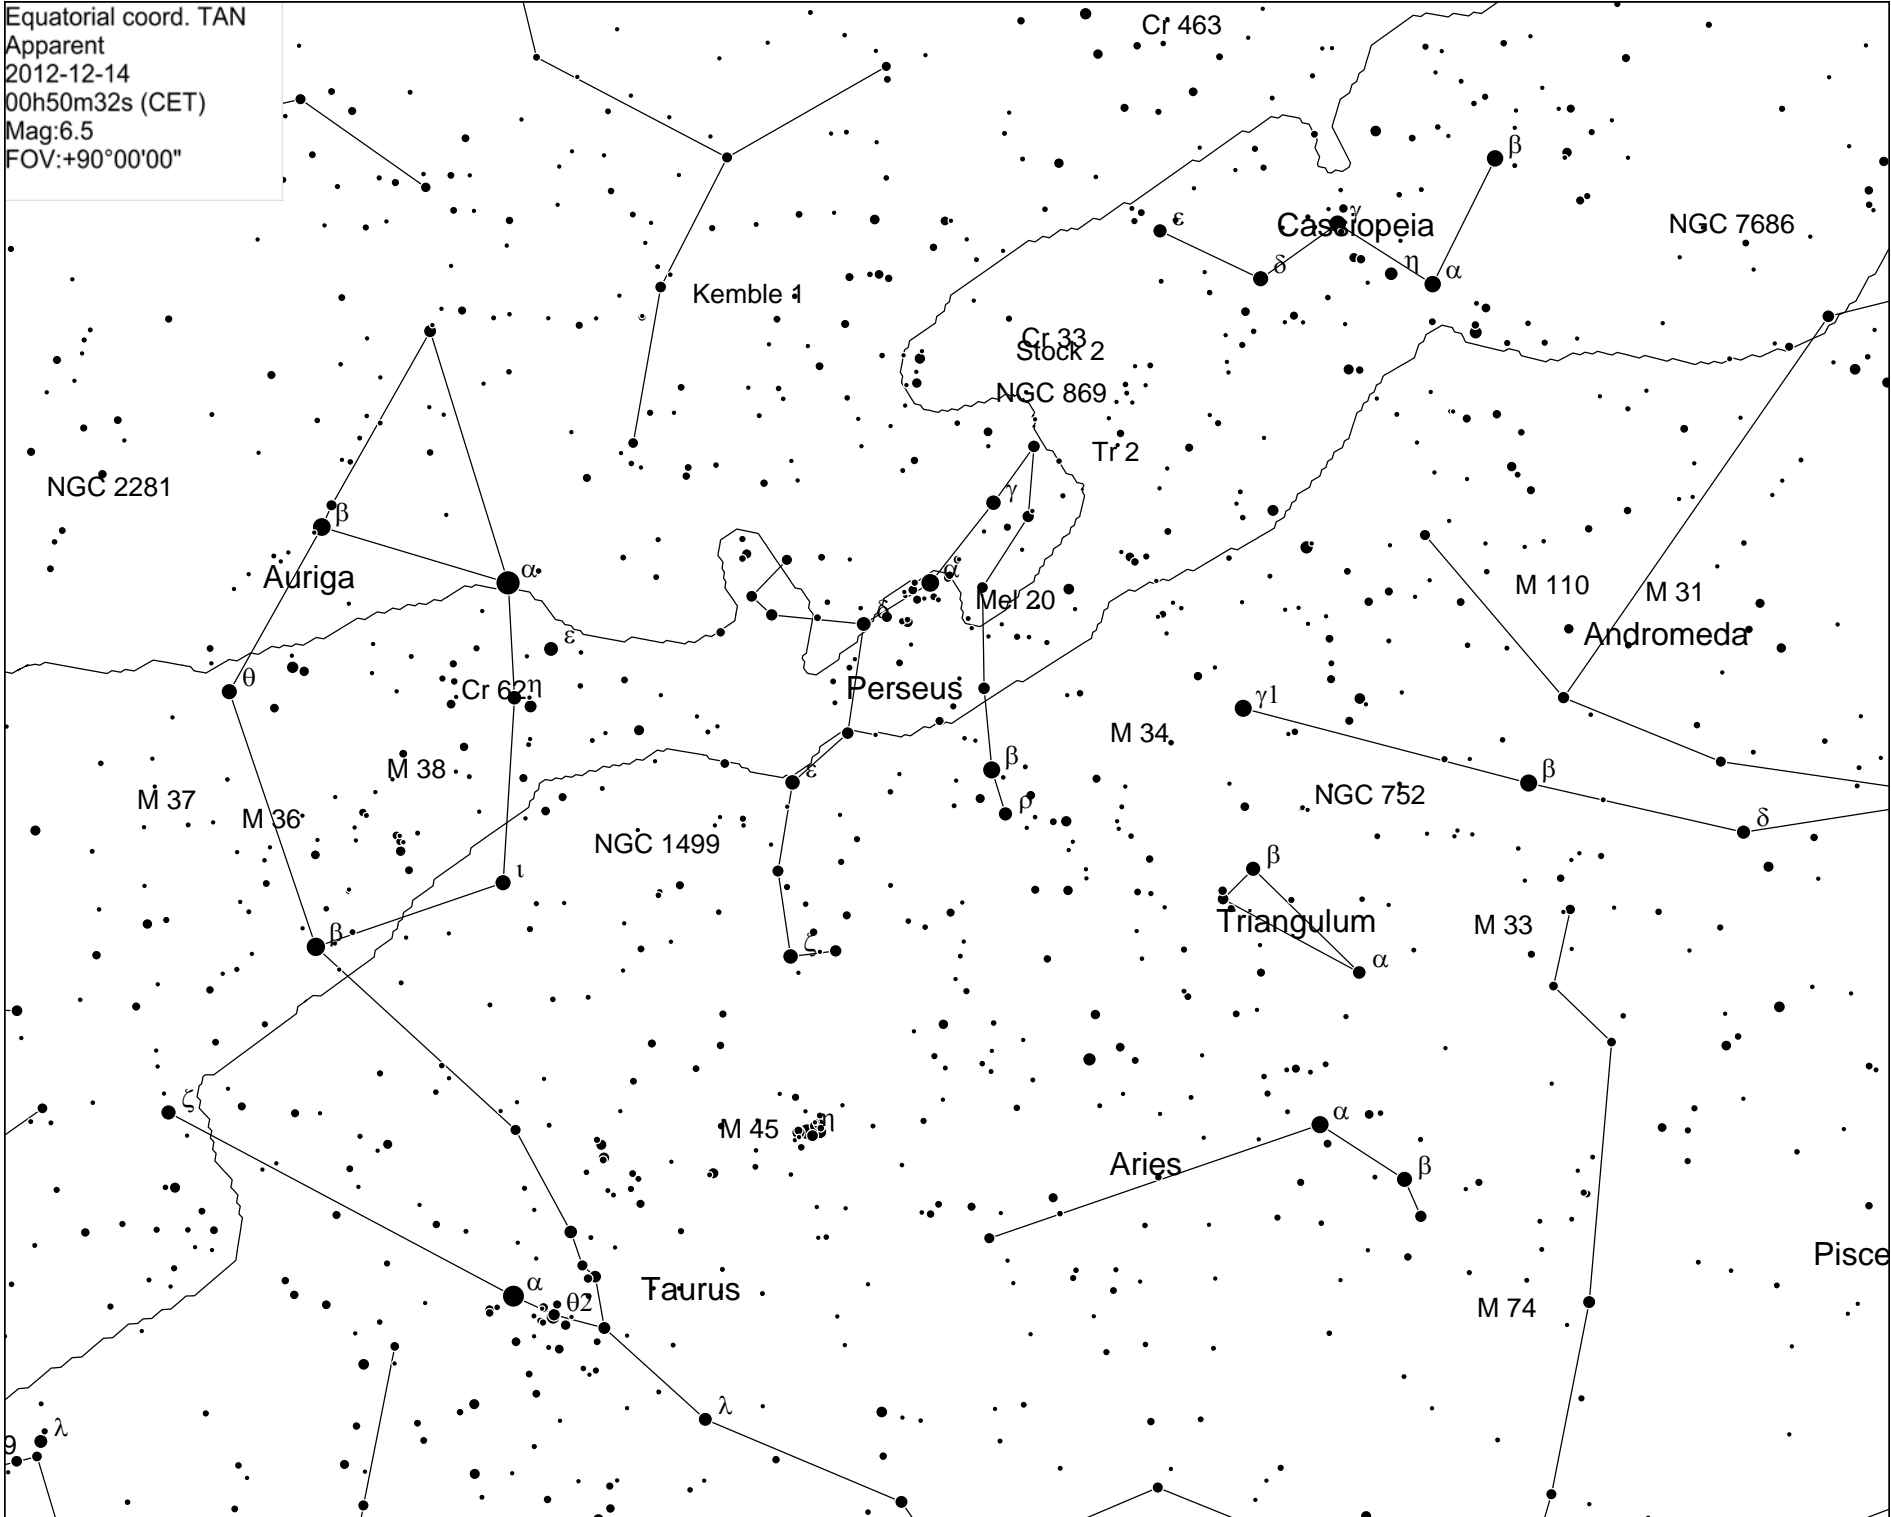 Equatorial coord. TAN
Apparent
2012-12-14
00h50m32s (CET)
Mag:6.5
FOV:+90°00'00"
Cr 463
β
ε
γ
Cassiopeia
NGC 7686
δ
η
α
Kemble 1
Cr 33
Stock 2
NGC 869
Tr 2
NGC 2281
γ
β
α
Auriga
α
M 110
M 31
Mel 20
δ
Andromeda
ε
θ
Cr 62
η
Perseus
γ1
M 34
M 38
ε
β
β
M 37
NGC 752
ρ
M 36
δ
NGC 1499
β
ι
Triangulum
M 33
β
ζ
α
ζ
α
M 45
η
Aries
β
Pisce
α
Taurus
θ2
M 74
λ
λ
9